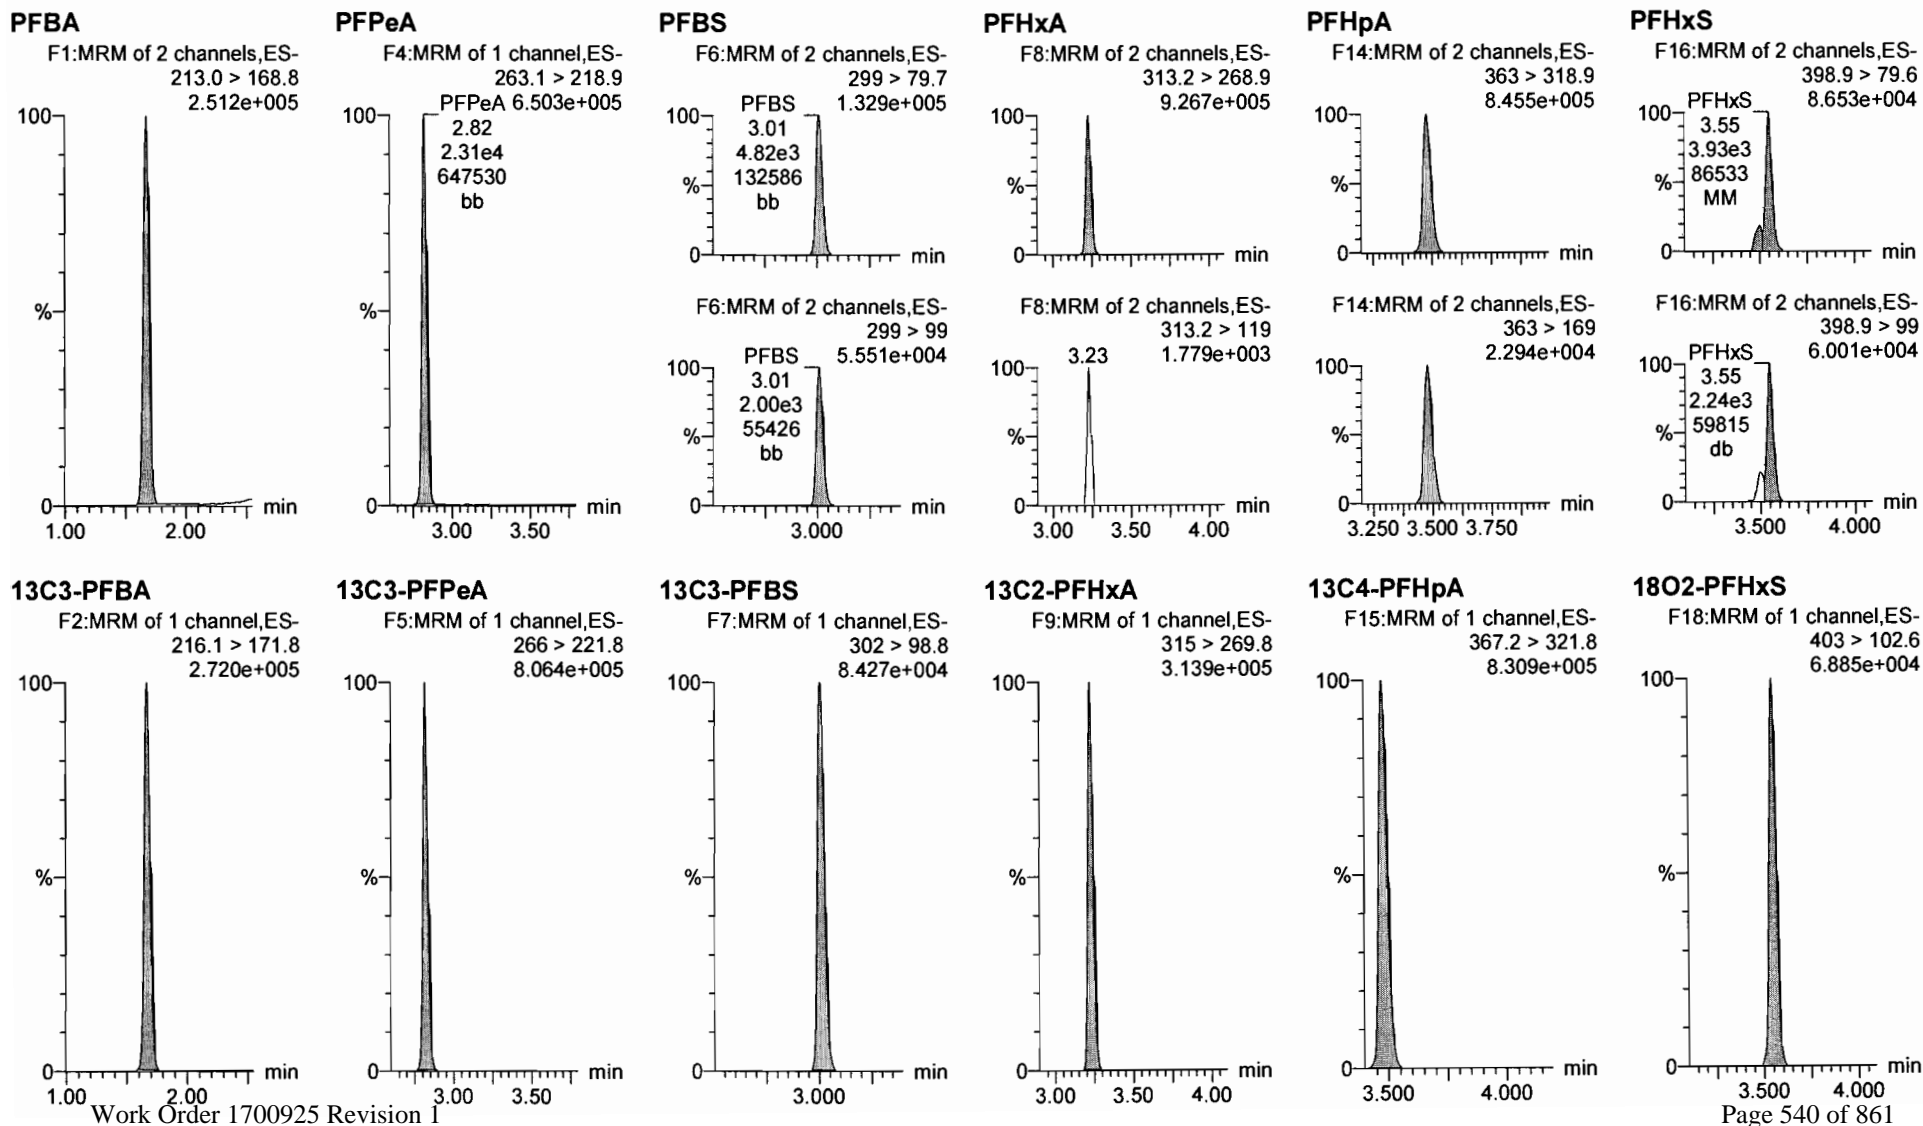 PFBA
F1:MRM of 2 channels,ES-
213.0 > 168.8
2.512e+005
100
%
0
min
1.00 2.00
PFPeA
F4:MRM of 1 channel,ES-
263.1 > 218.9
PFPeA 6.503e+005
2.82
2.31e4
647530
bb
100
%
0
min
3.00 3.50
PFBS
F6:MRM of 2 channels,ES-
299 > 79.7
1.329e+005
PFBS
3.01
4.82e3
132586
bb
100
%
0
min
F6:MRM of 2 channels,ES-
299 > 99
5.551e+004
PFBS
3.01
2.00e3
55426
bb
100
%
0
min
3.000
PFHxA
F8:MRM of 2 channels,ES-
313.2 > 268.9
9.267e+005
100
%
0
min
F8:MRM of 2 channels,ES-
313.2 > 119
3.23 1.779e+003
100
%
0
min
3.00 3.50 4.00
PFHpA
F14:MRM of 2 channels,ES-
363 > 318.9
8.455e+005
100
%
0
min
F14:MRM of 2 channels,ES-
363 > 169
2.294e+004
100
%
0
min
3.250 3.500 3.750
PFHxS
F16:MRM of 2 channels,ES-
398.9 > 79.6
8.653e+004
PFHxS
3.55
3.93e3
86533
MM
100
%
0
min
F16:MRM of 2 channels,ES-
398.9 > 99
6.001e+004
PFHxS
3.55
2.24e3
59815
db
100
%
0
min
3.500 4.000
13C3-PFBA
F2:MRM of 1 channel,ES-
216.1 > 171.8
2.720e+005
100
%
0
min
1.00 2.00
13C3-PFPeA
F5:MRM of 1 channel,ES-
266 > 221.8
8.064e+005
100
%
0
min
3.00 3.50
13C3-PFBS
F7:MRM of 1 channel,ES-
302 > 98.8
8.427e+004
100
%
0
min
3.000
13C2-PFHxA
F9:MRM of 1 channel,ES-
315 > 269.8
3.139e+005
100
%
0
min
3.00 3.50 4.00
13C4-PFHpA
F15:MRM of 1 channel,ES-
367.2 > 321.8
8.309e+005
100
%
0
min
3.500 4.000
18O2-PFHxS
F18:MRM of 1 channel,ES-
403 > 102.6
6.885e+004
100
%
0
min
3.500 4.000
Work Order 1700925 Revision 1
Page 540 of 861